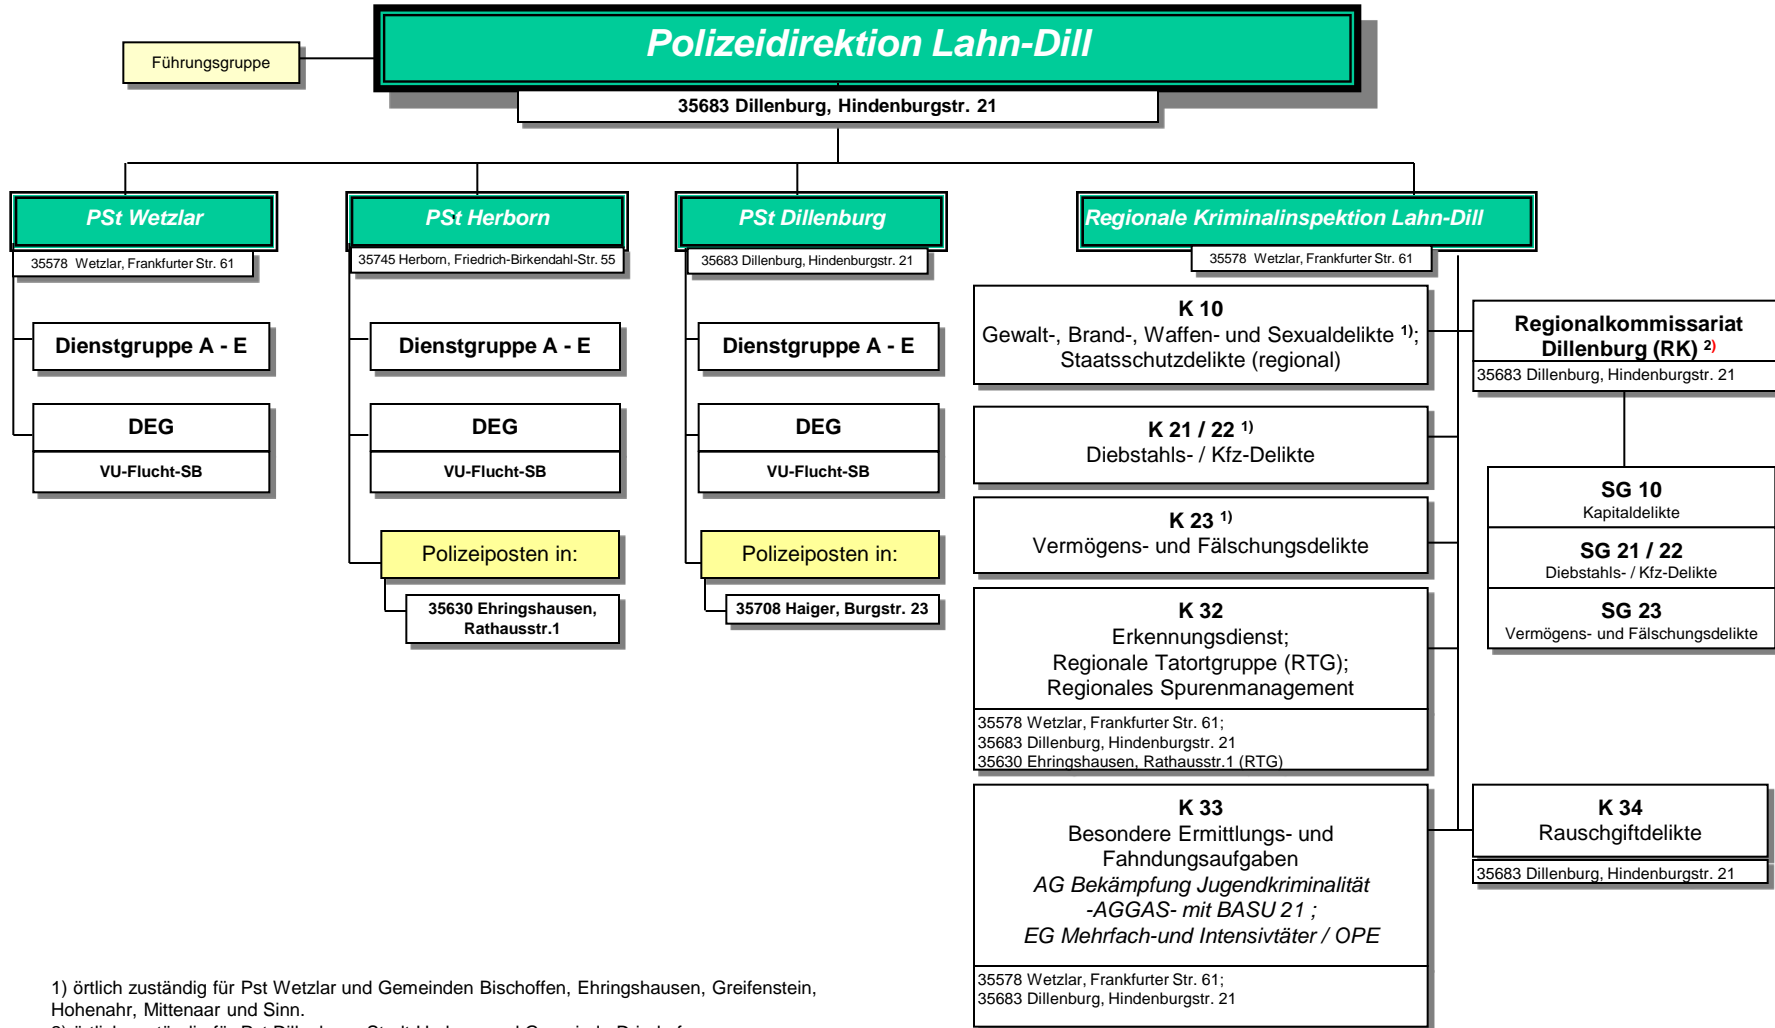 Polizeidirektion Lahn-Dill
Führungsgruppe
35683 Dillenburg, Hindenburgstr. 21
PSt Wetzlar
35578 Wetzlar, Frankfurter Str. 61
Dienstgruppe A - E
DEG
VU-Flucht-SB
PSt Herborn
35745 Herborn, Friedrich-Birkendahl-Str. 55
Dienstgruppe A - E
DEG
VU-Flucht-SB
Polizeiposten in:
35630 Ehringshausen,
Rathausstr.1
PSt Dillenburg
35683 Dillenburg, Hindenburgstr. 21
Dienstgruppe A - E
DEG
VU-Flucht-SB
Polizeiposten in:
35708 Haiger, Burgstr. 23
Regionale Kriminalinspektion Lahn-Dill
35578 Wetzlar, Frankfurter Str. 61
K 10
Gewalt-, Brand-, Waffen- und Sexualdelikte 1);
Staatsschutzdelikte (regional)
K 21 / 22 1)
Diebstahls- / Kfz-Delikte
K 23 1)
Vermögens- und Fälschungsdelikte
K 32
Erkennungsdienst;
Regionale Tatortgruppe (RTG);
Regionales Spurenmanagement
35578 Wetzlar, Frankfurter Str. 61;
35683 Dillenburg, Hindenburgstr. 21
35630 Ehringshausen, Rathausstr.1 (RTG)
K 33
Besondere Ermittlungs- und
Fahndungsaufgaben
AG Bekämpfung Jugendkriminalität
-AGGAS- mit BASU 21 ;
EG Mehrfach-und Intensivtäter / OPE
35578 Wetzlar, Frankfurter Str. 61;
35683 Dillenburg, Hindenburgstr. 21
Regionalkommissariat
Dillenburg (RK) 2)
35683 Dillenburg, Hindenburgstr. 21
SG 10
Kapitaldelikte
SG 21 / 22
Diebstahls- / Kfz-Delikte
SG 23
Vermögens- und Fälschungsdelikte
K 34
Rauschgiftdelikte
35683 Dillenburg, Hindenburgstr. 21
1) örtlich zuständig für Pst Wetzlar und Gemeinden Bischoffen, Ehringshausen, Greifenstein,
Hohenahr, Mittenaar und Sinn.